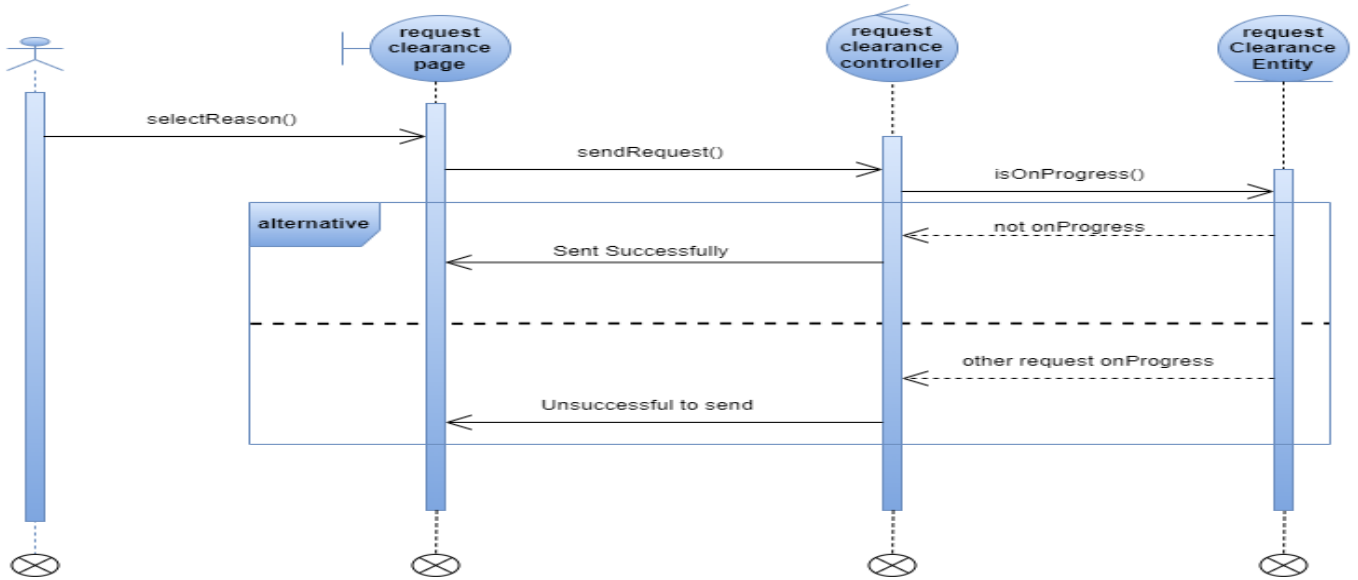 request
clearance
page
request
clearance
controller
request
Clearance
Entity
selectReason()
sendRequest()
isOnProgress()
alternative
not onProgress
Sent Successfully
other request onProgress
Unsuccessful to send